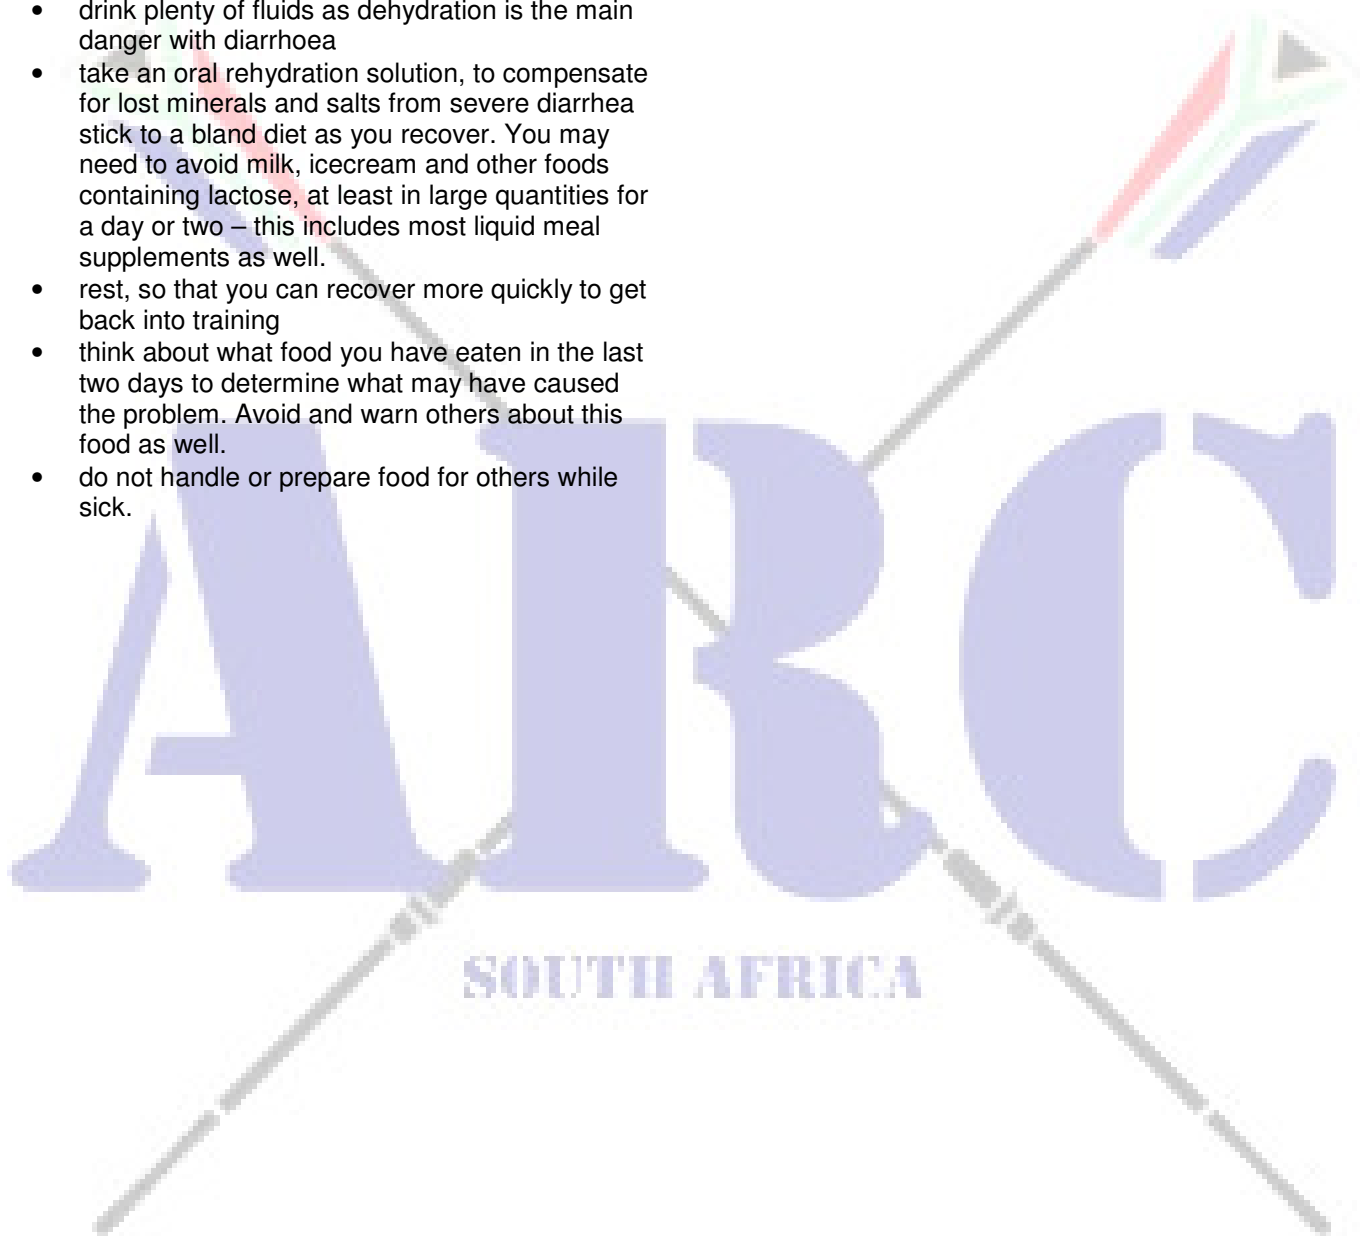 • drink plenty of fluids as dehydration is the main
danger with diarrhoea
• take an oral rehydration solution, to compensate
for lost minerals and salts from severe diarrhea
stick to a bland diet as you recover. You may
need to avoid milk, icecream and other foods
containing lactose, at least in large quantities for
a day or two – this includes most liquid meal
supplements as well.
• rest, so that you can recover more quickly to get
back into training
• think about what food you have eaten in the last
two days to determine what may have caused
the problem. Avoid and warn others about this
food as well.
• do not handle or prepare food for others while
sick.
ARC
SOUTH AFRICA